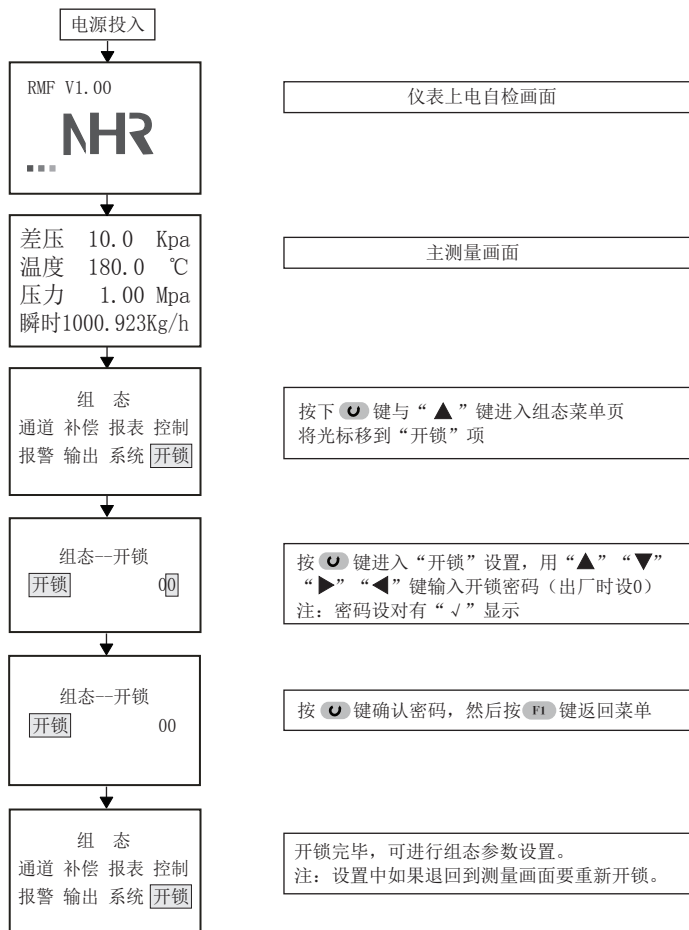 电源投入
RMF V1.00
NHR
仪表上电自检画面
差压 10.0 Kpa
温度 180.0 ℃
压力 1.00 Mpa
瞬时1000.923Kg/h
主测量画面
组 态
通道 补偿 报表 控制
报警 输出 系统 开锁
按下 键与“▲”键进入组态菜单页
将光标移到“开锁”项
组态--开锁
开锁 00
按 键进入“开锁”设置，用“▲”“▼”
“▶”“◀”键输入开锁密码（出厂时设0）
注：密码设对有“√”显示
组态--开锁
开锁 00
按 键确认密码，然后按 F1 键返回菜单
组 态
通道 补偿 报表 控制
报警 输出 系统 开锁
开锁完毕，可进行组态参数设置。
注：设置中如果退回到测量画面要重新开锁。